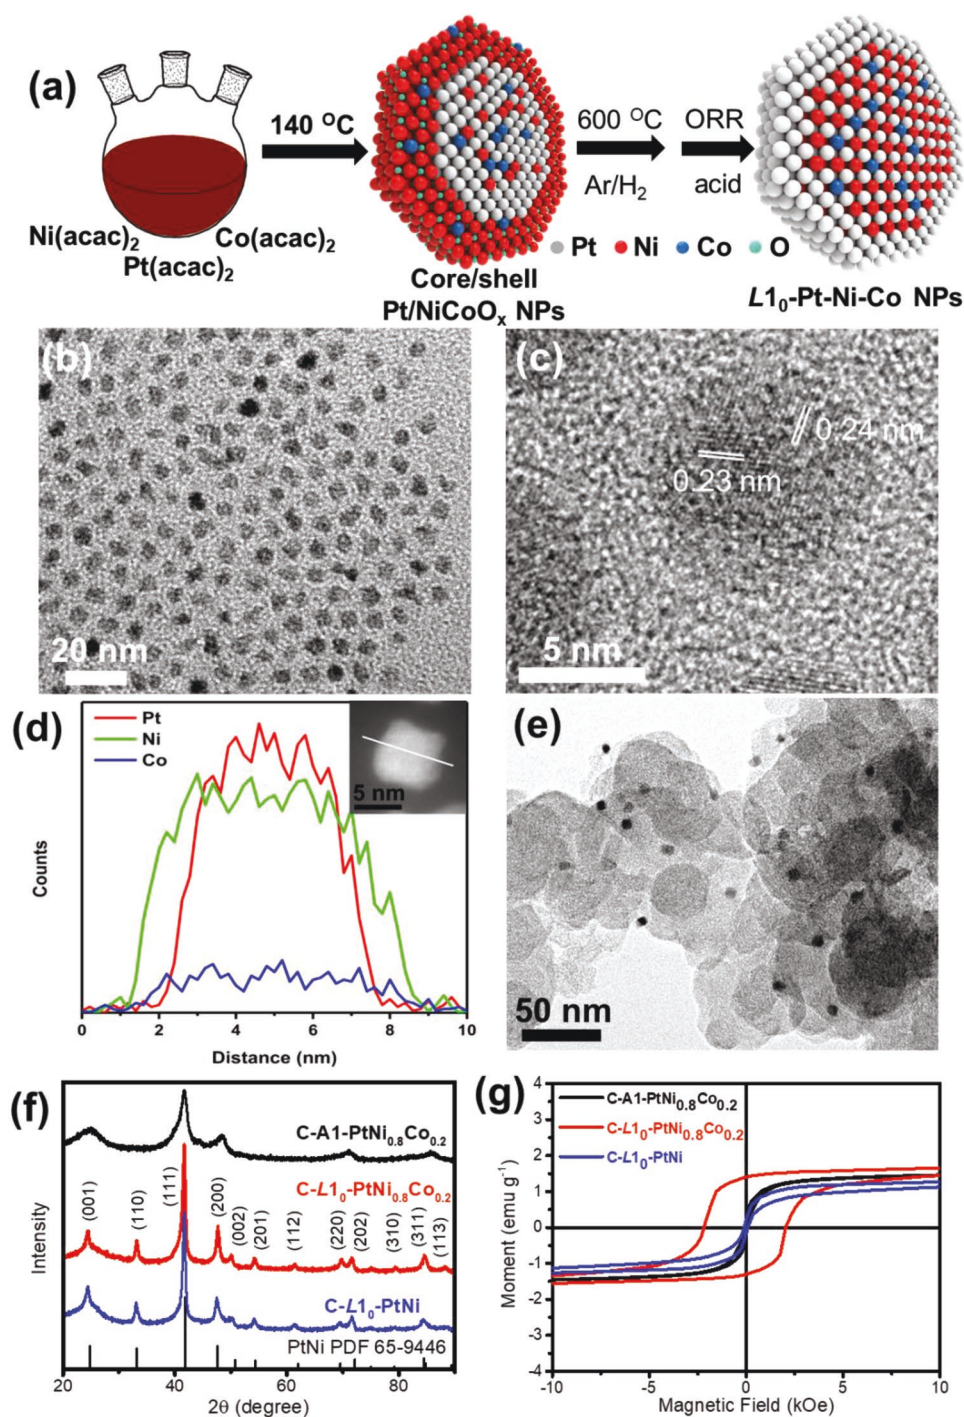 (a)
140 °C
600 °C
ORR
Ar/H₂
acid
Ni(acac)₂
Co(acac)₂
Pt(acac)₂
Pt
Ni
Co
O
Core/shell
Pt/NiCoOₓ NPs
L1₀-Pt-Ni-Co NPs
(b)
20 nm
(c)
0.24 nm
0.23 nm
5 nm
(d)
Pt
Ni
Co
5 nm
Counts
0 2 4 6 8 10
Distance (nm)
(e)
50 nm
(f)
C-A1-PtNi₀.₈Co₀.₂
C-L1₀-PtNi₀.₈Co₀.₂
(001)
(110)
(111)
(200)
(002)
(201)
(112)
(220)
(202)
(310)
(311)
(113)
C-L1₀-PtNi
PtNi PDF 65-9446
Intensity
20 40 60 80
2θ (degree)
(g)
C-A1-PtNi₀.₈Co₀.₂
C-L1₀-PtNi₀.₈Co₀.₂
C-L1₀-PtNi
Moment (emu g⁻¹)
4
3
2
1
0
-1
-2
-3
-4
-10 -5 0 5 10
Magnetic Field (kOe)